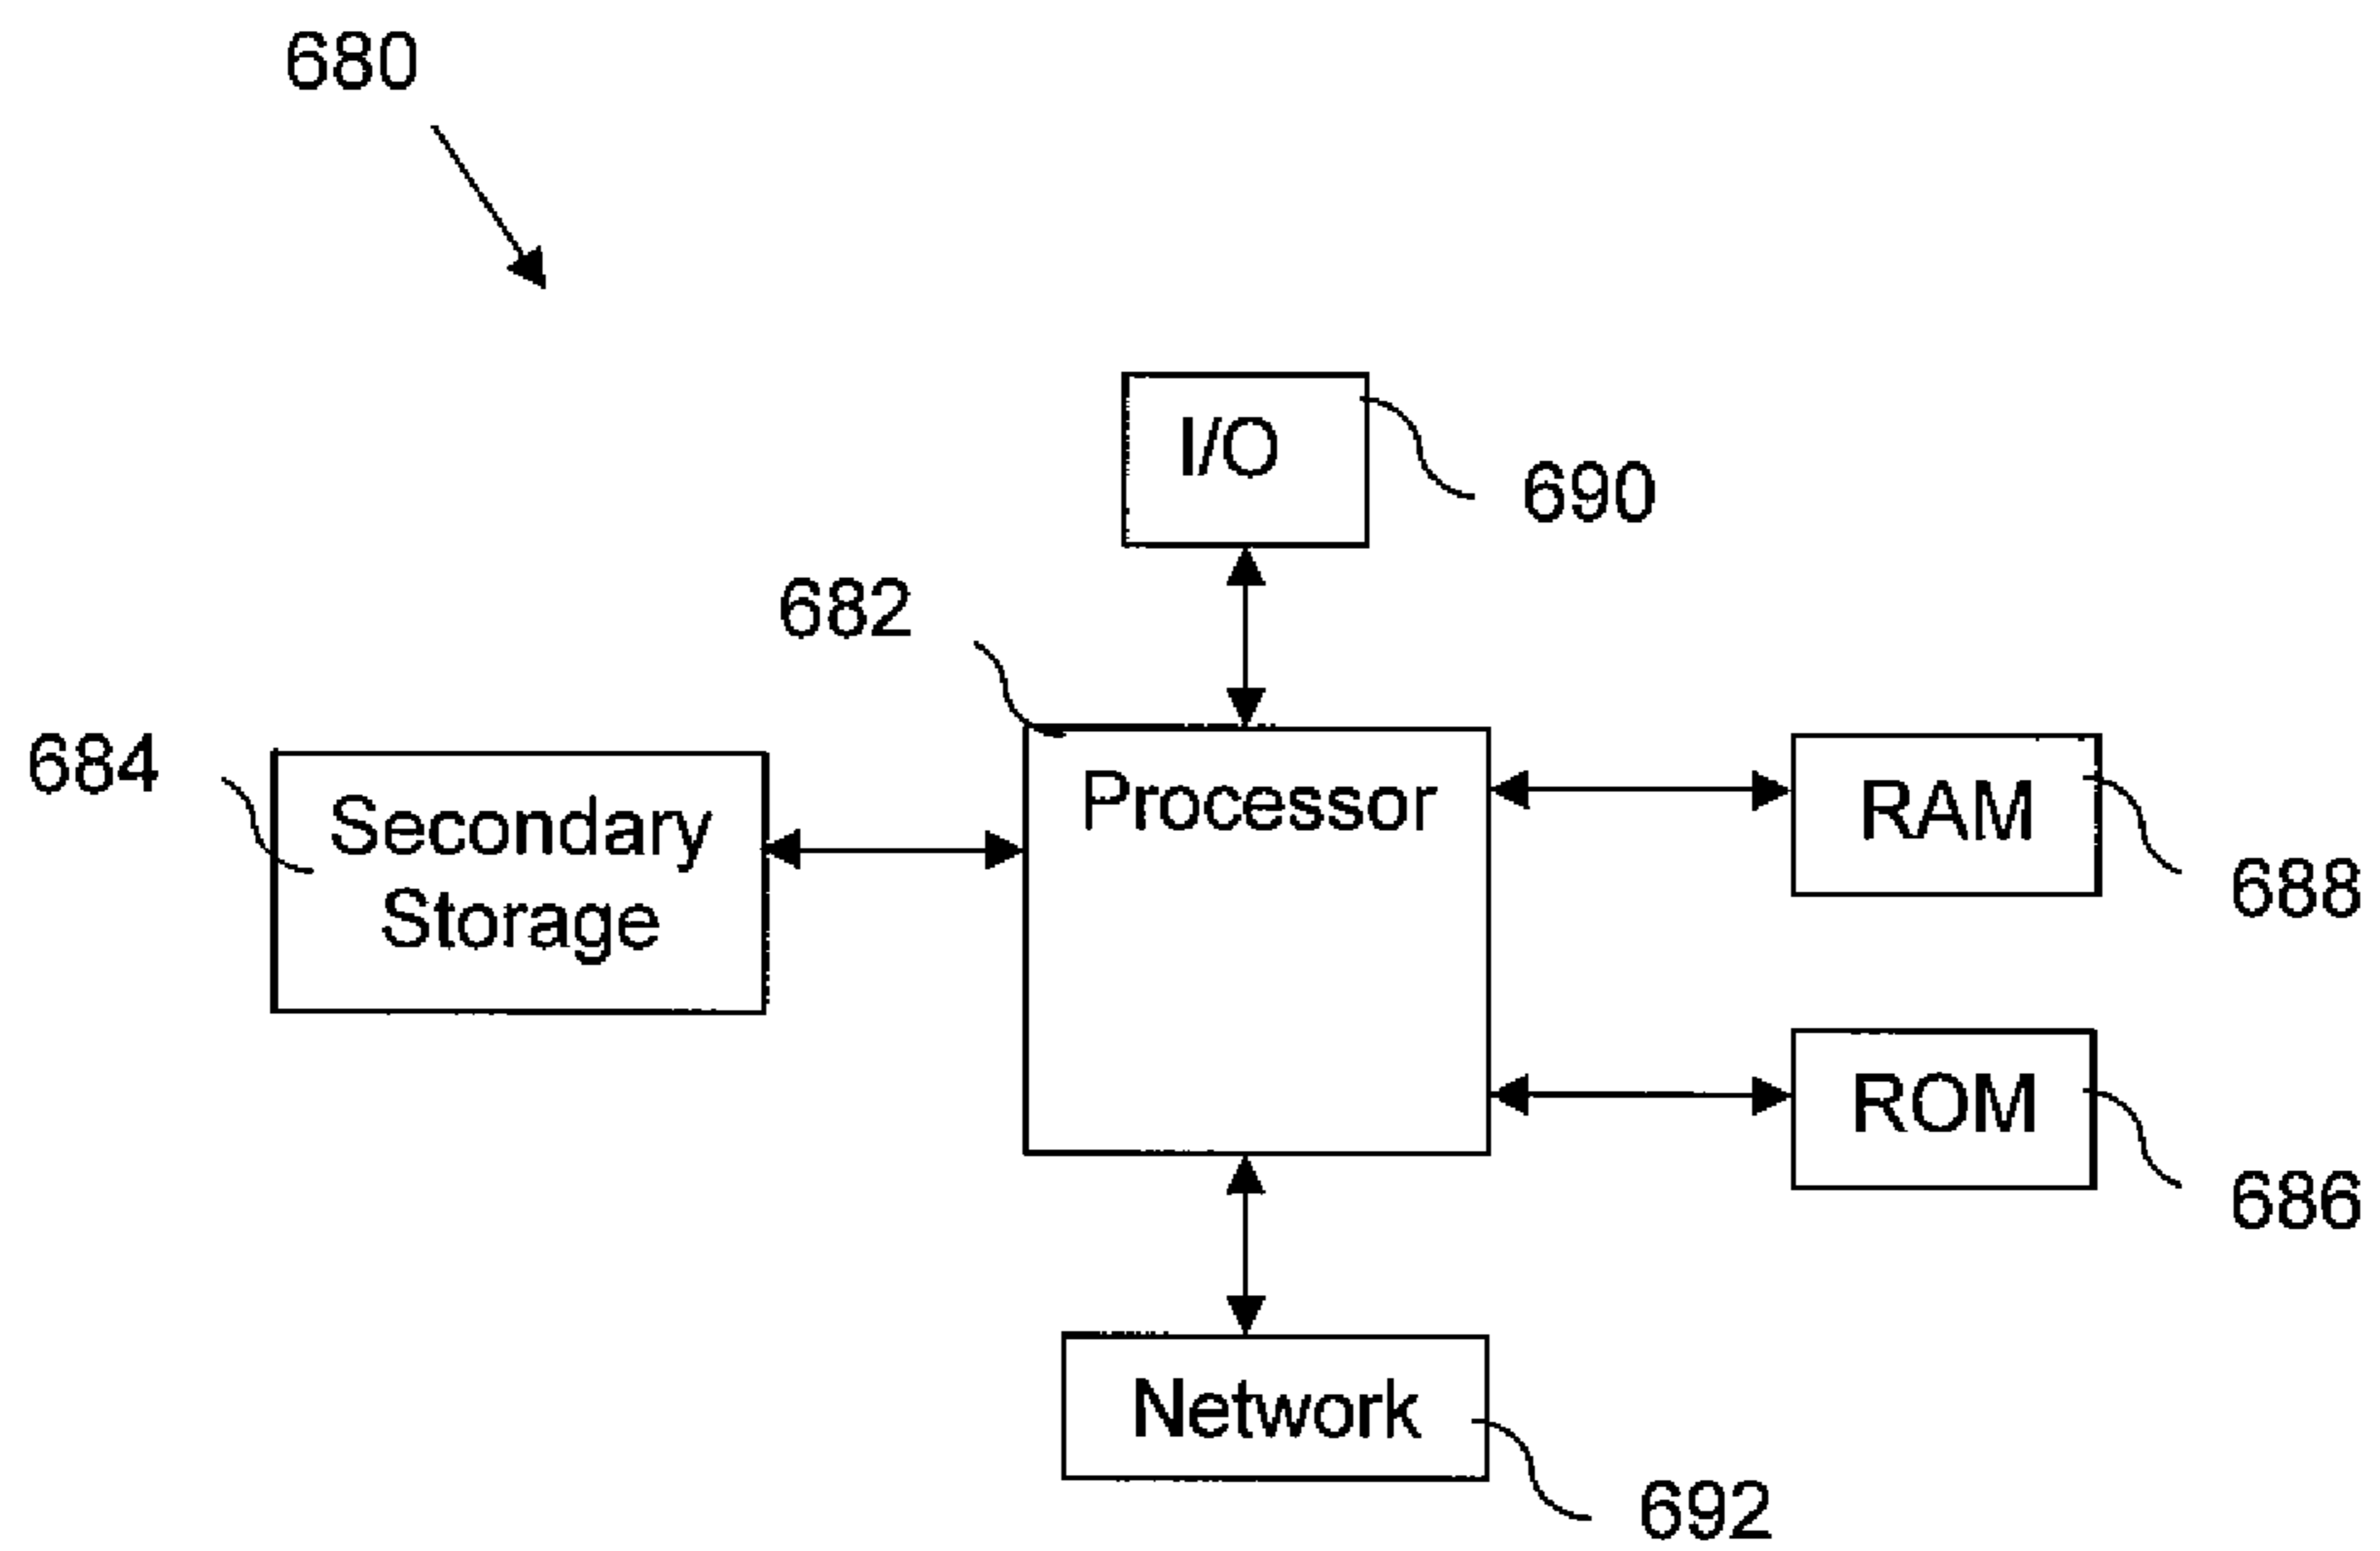 680
I/O
690
682
684
Secondary
Storage
Processor
RAM
688
ROM
686
Network
692